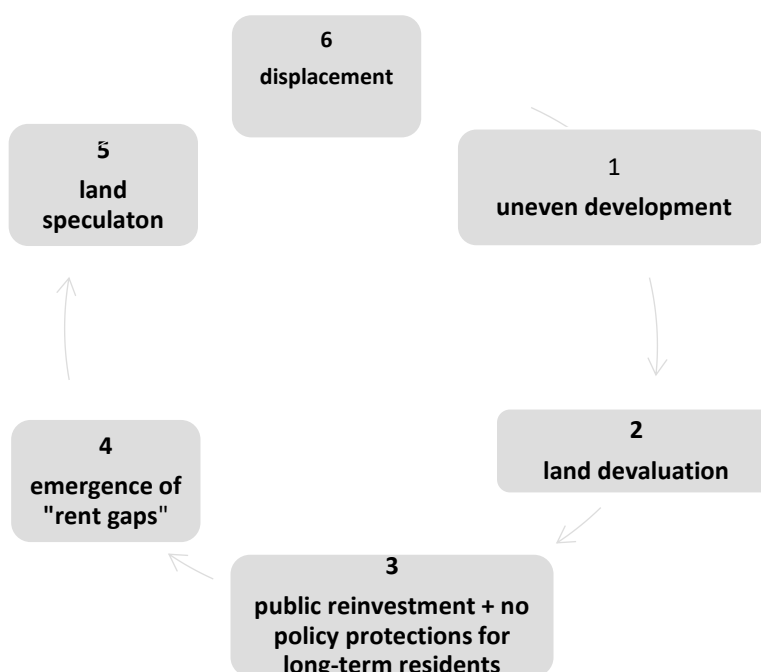 6
displacement
5
land
speculaton
1
uneven development
4
emergence of
"rent gaps"
2
land devaluation
3
public reinvestment + no
policy protections for
long-term residents